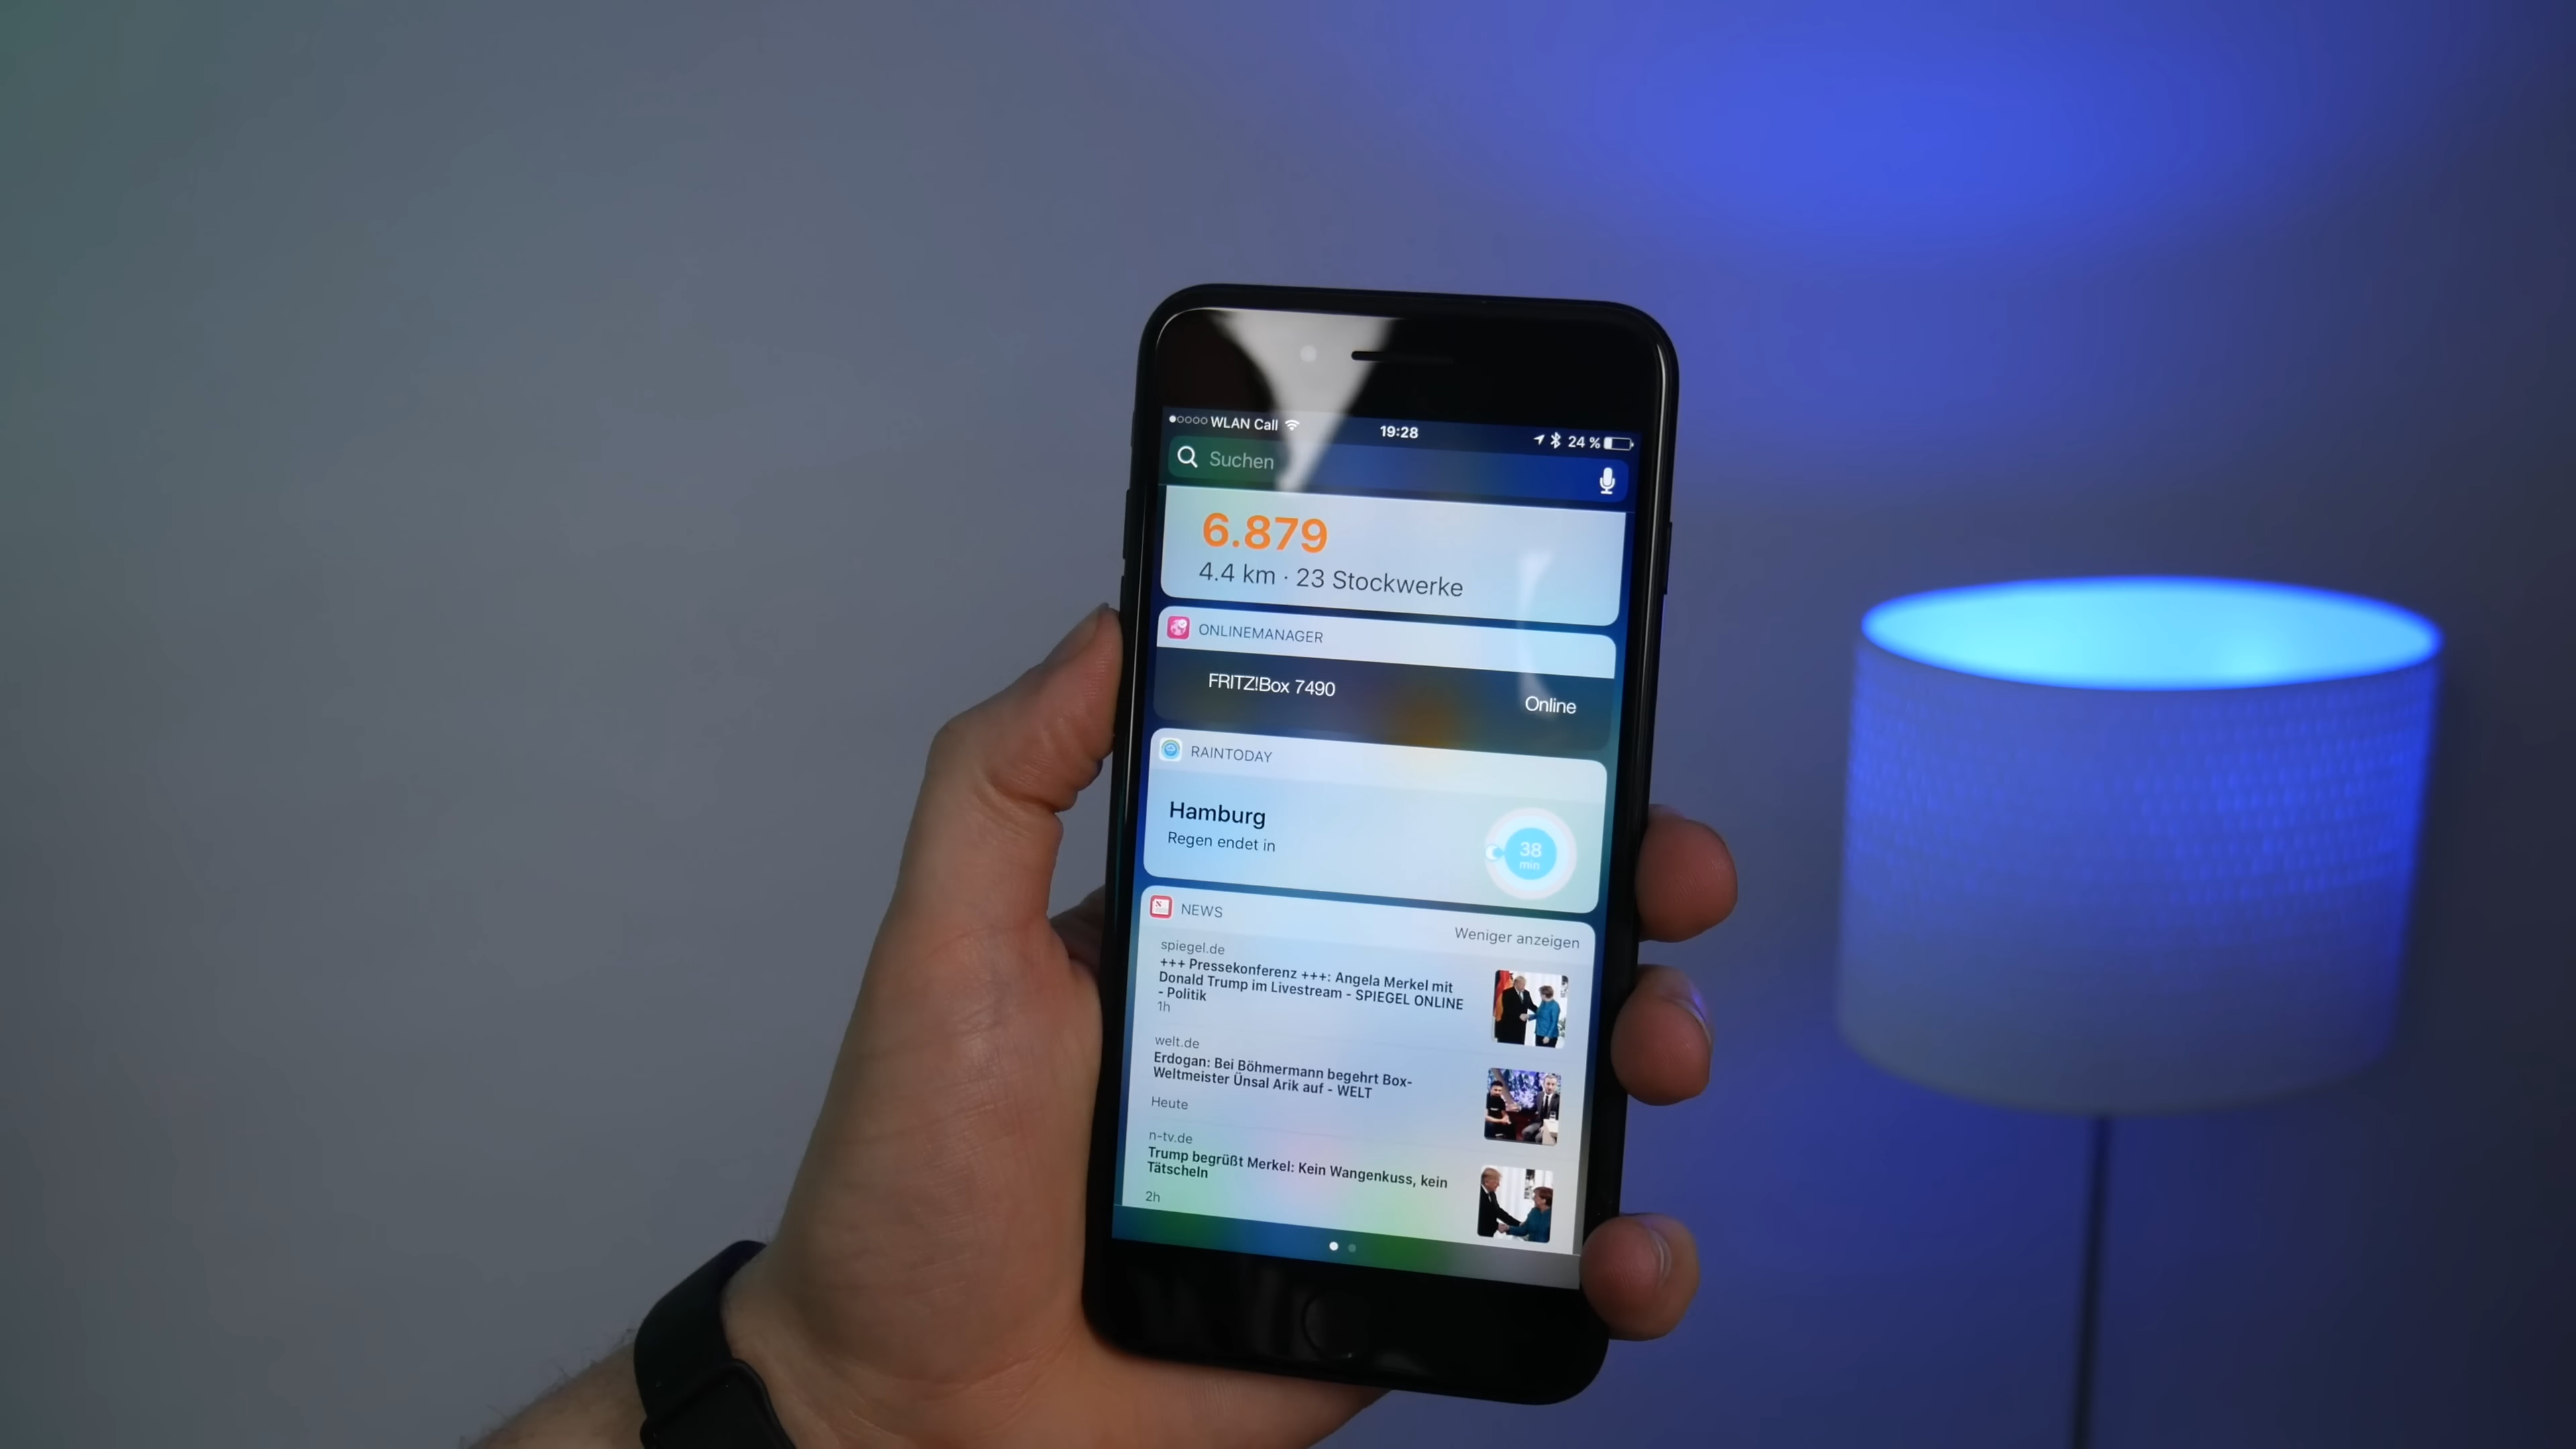 WLAN Call
19:28
24 %
Suchen
6.879
4.4 km · 23 Stockwerke
ONLINEMANAGER
FRITZ!Box 7490
Online
RAINTODAY
Hamburg
Regen endet in
38
min
NEWS
Weniger anzeigen
spiegel.de
+++ Pressekonferenz +++: Angela Merkel mit
Donald Trump im Livestream - SPIEGEL ONLINE
- Politik
1h
welt.de
Erdogan: Bei Böhmermann begehrt Box-
Weltmeister Ünsal Arik auf - WELT
Heute
n-tv.de
Trump begrüßt Merkel: Kein Wangenkuss, kein
Tätscheln
2h